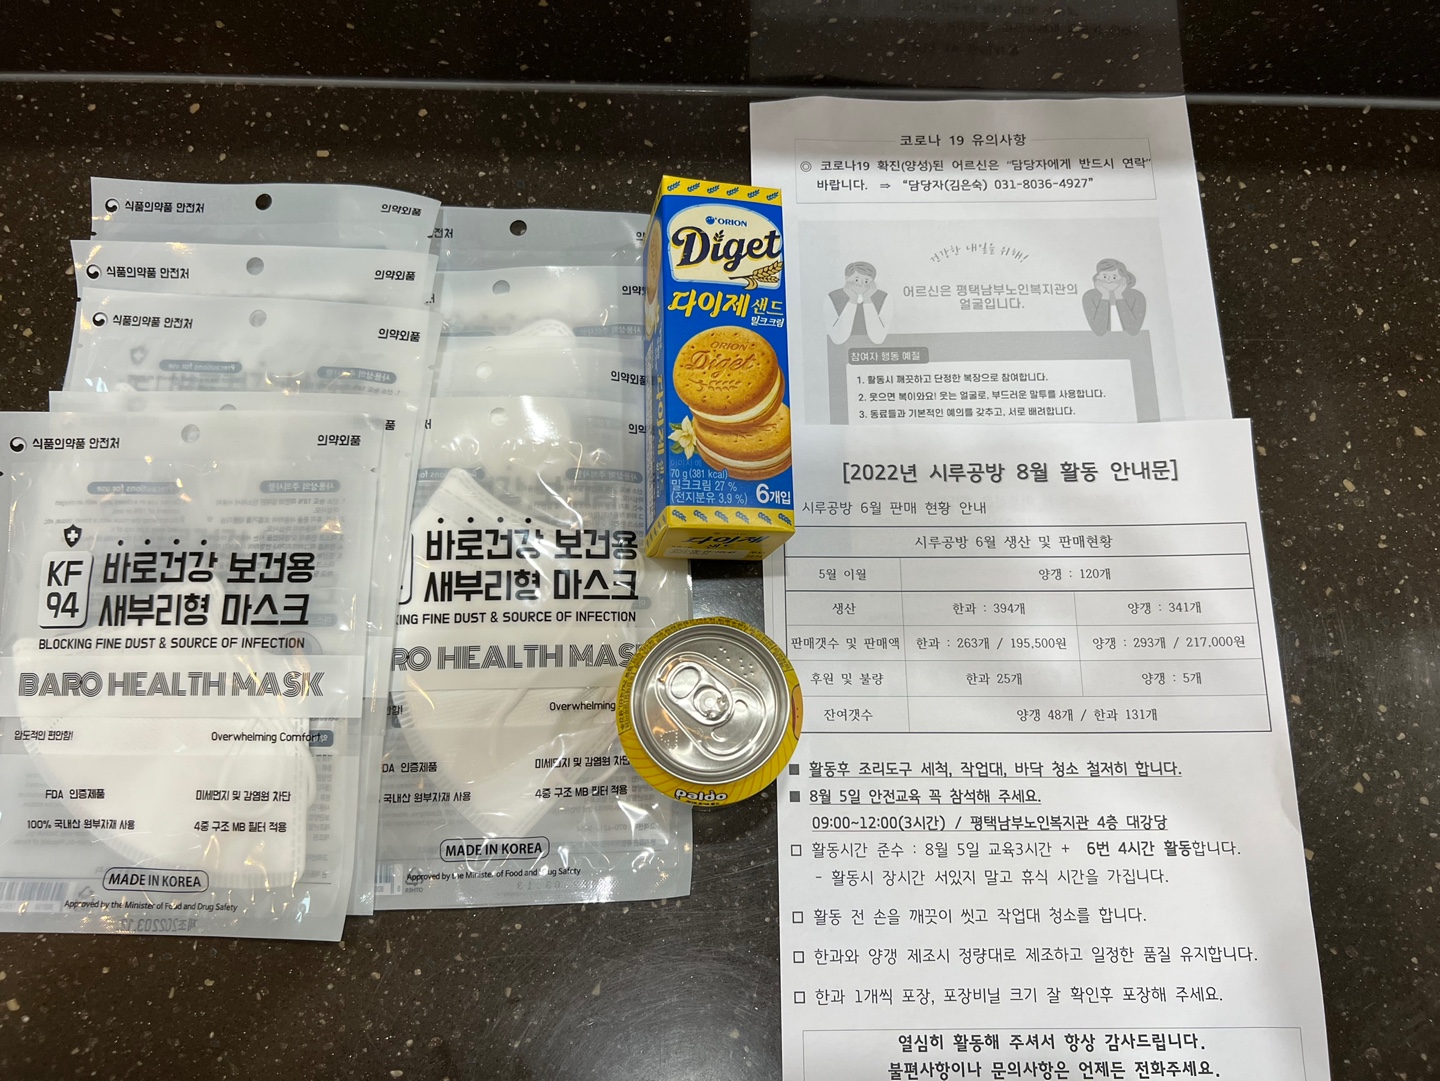 식품의약품 안전처
의약외품
식품의약품 안전처
의약외품
식품의약품 안전처
의약외품
식품의약품 안전처
의약외품
KF
94
바로건강 보건용
새부리형 마스크
BLOCKING FINE DUST & SOURCE OF INFECTION
BARO HEALTH MASK
압도적인 편안함!
Overwhelming Comfort
FDA 인증제품
미세먼지 및 감염원 차단
100% 국내산 원부자재 사용
4중 구조 MB 필터 적용
MADE IN KOREA
Approved by the Minister of Food and Drug Safety
바로건강 보건용
새부리형 마스크
KING FINE DUST & SOURCE OF INFECTION
RO HEALTH MASK
Overwhelming
DA 인증제품
미세먼지 및 감염원 차단
국내산 원부자재 사용
4중 구조 MB 필터 적용
MADE IN KOREA
Approved by the Minister of Food and Drug Safety
ORION
Diget
다이제 샌드
밀크크림
ORION
Diget
70 g (381 kcal)
밀크크림 27 %
(전지분유 3.9 %)
6개입
다이제
샌드
paldo
코로나 19 유의사항
◎ 코로나19 확진(양성)된 어르신은 "담당자에게 반드시 연락"
바랍니다. ⇒ "담당자(김은숙) 031-8036-4927"
건강한 내일을 위해!
어르신은 평택남부노인복지관의
얼굴입니다.
참여자 행동 예절
1. 활동시 깨끗하고 단정한 복장으로 참여합니다.
2. 웃으면 복이와요! 웃는 얼굴로, 부드러운 말투를 사용합니다.
3. 동료들과 기본적인 예의를 갖추고, 서로 배려합니다.
[2022년 시루공방 8월 활동 안내문]
시루공방 6월 판매 현황 안내
시루공방 6월 생산 및 판매현황
5월 이월 양갱 : 120개
생산 한과 : 394개 양갱 : 341개
판매갯수 및 판매액 한과 : 263개 / 195,500원 양갱 : 293개 / 217,000원
후원 및 불량 한과 25개 양갱 : 5개
잔여갯수 양갱 48개 / 한과 131개
■ 활동후 조리도구 세척, 작업대, 바닥 청소 철저히 합니다.
■ 8월 5일 안전교육 꼭 참석해 주세요.
09:00~12:00(3시간) / 평택남부노인복지관 4층 대강당
□ 활동시간 준수 : 8월 5일 교육3시간 + 6번 4시간 활동합니다.
- 활동시 장시간 서있지 말고 휴식 시간을 가집니다.
□ 활동 전 손을 깨끗이 씻고 작업대 청소를 합니다.
□ 한과와 양갱 제조시 정량대로 제조하고 일정한 품질 유지합니다.
□ 한과 1개씩 포장, 포장비닐 크기 잘 확인후 포장해 주세요.
열심히 활동해 주셔서 항상 감사드립니다.
불편사항이나 문의사항은 언제든 전화주세요.